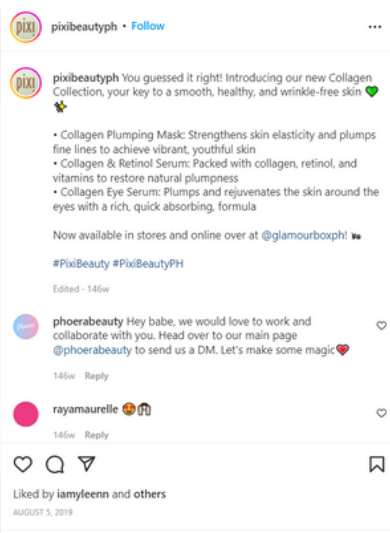 PIXI
pixibeautyph • Follow
PIXI
pixibeautyph You guessed it right! Introducing our new Collagen
Collection, your key to a smooth, healthy, and wrinkle-free skin 💚
✨
• Collagen Plumping Mask: Strengthens skin elasticity and plumps
fine lines to achieve vibrant, youthful skin
• Collagen & Retinol Serum: Packed with collagen, retinol, and
vitamins to restore natural plumpness
• Collagen Eye Serum: Plumps and rejuvenates the skin around the
eyes with a rich, quick absorbing, formula
Now available in stores and online over at @glamourboxph!
#PixiBeauty #PixiBeautyPH
Edited - 146w
phoerabeauty Hey babe, we would love to work and
collaborate with you. Head over to our main page
@phoerabeauty to send us a DM. Let's make some magic💗
146w Reply
rayamaurelle 😍
146w Reply
Liked by iamyleenn and others
AUGUST 5, 2019